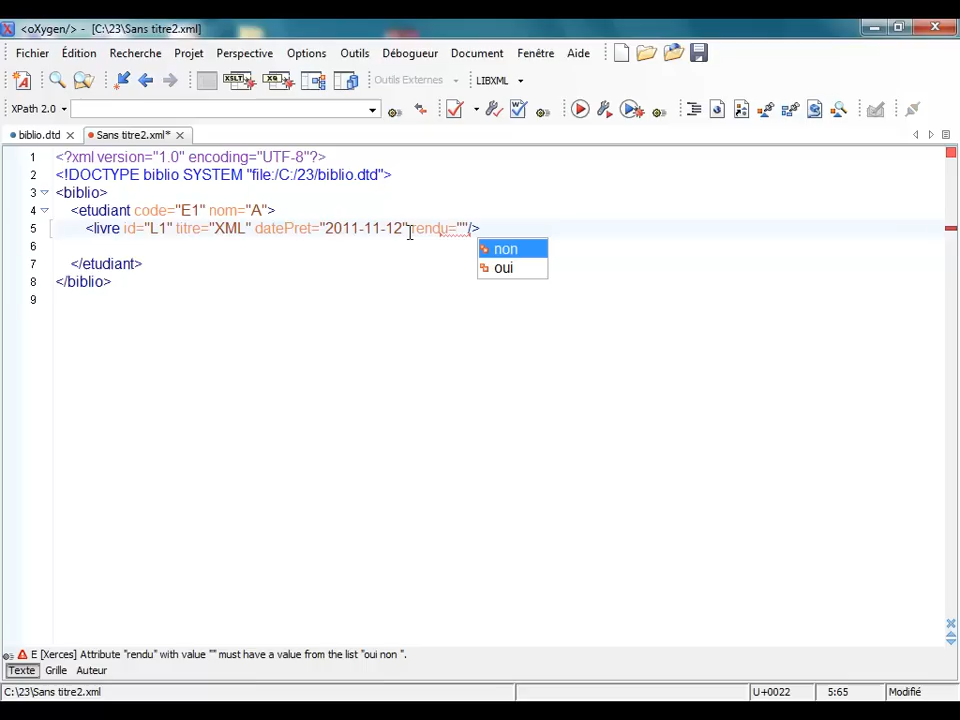 <oXygen/> - [C:\23\Sans titre2.xml]
Fichier Édition Recherche Projet Perspective Options Outils Débogueur Document Fenêtre Aide
XSLT XQ Outils Externes LIBXML
XPath 2.0
biblio.dtd Sans titre2.xml*
1 <?xml version="1.0" encoding="UTF-8"?>
2 <!DOCTYPE biblio SYSTEM "file:/C:/23/biblio.dtd">
3 <biblio>
4 <etudiant code="E1" nom="A">
5 <livre id="L1" titre="XML" datePret="2011-11-12" rendu=""/>
non
6
oui
7 </etudiant>
8 </biblio>
9
E [Xerces] Attribute "rendu" with value "" must have a value from the list "oui non ".
Texte Grille Auteur
C:\23\Sans titre2.xml U+0022 5:65 Modifié